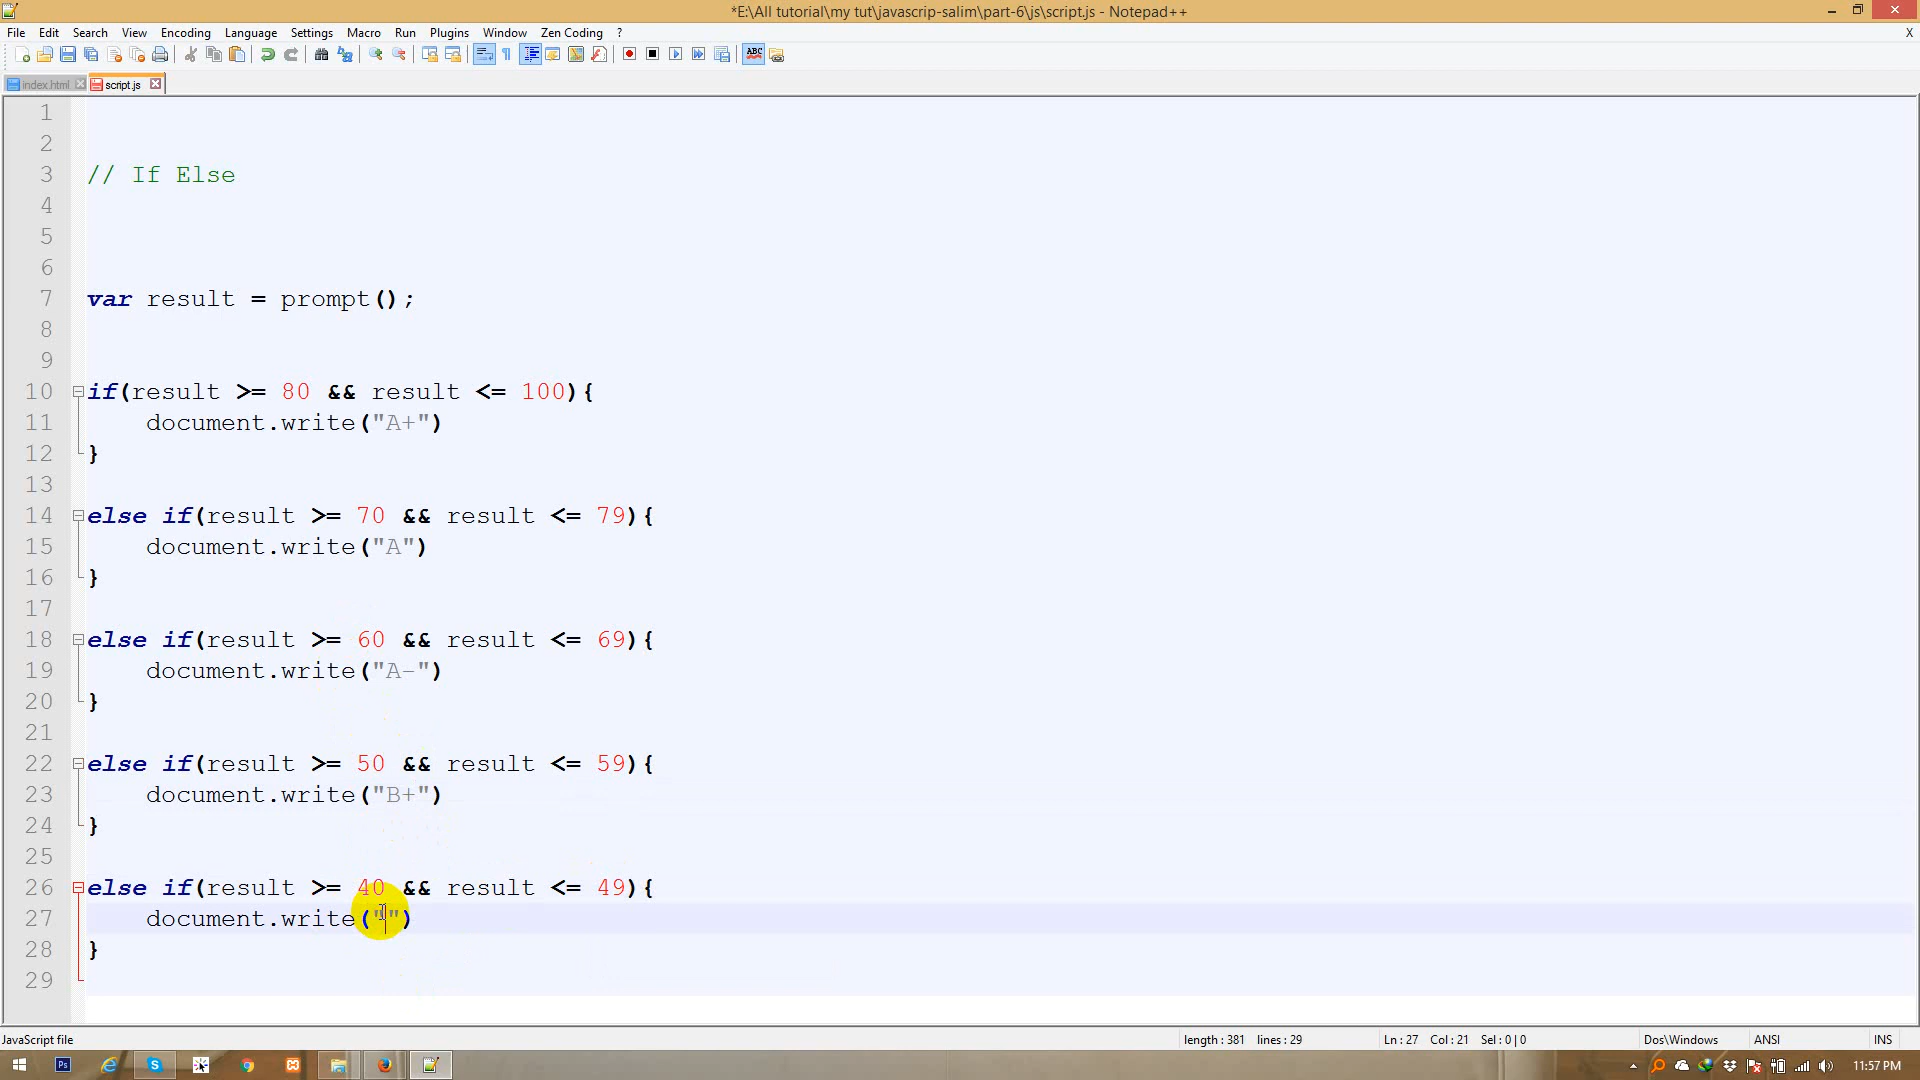 *E:\All tutorial\my tut\javascrip-salim\part-6\js\script.js - Notepad++
File Edit Search View Encoding Language Settings Macro Run Plugins Window Zen Coding ? X
index.html script.js
1
2
3 // If Else
4
5
6
7 var result = prompt();
8
9
10 if(result >= 80 && result <= 100){
11 document.write("A+")
12 }
13
14 else if(result >= 70 && result <= 79){
15 document.write("A")
16 }
17
18 else if(result >= 60 && result <= 69){
19 document.write("A-")
20 }
21
22 else if(result >= 50 && result <= 59){
23 document.write("B+")
24 }
25
26 else if(result >= 40 && result <= 49){
27 document.write("")
28 }
29
JavaScript file length : 381 lines : 29 Ln : 27 Col : 21 Sel : 0 | 0 Dos\Windows ANSI INS
11:57 PM